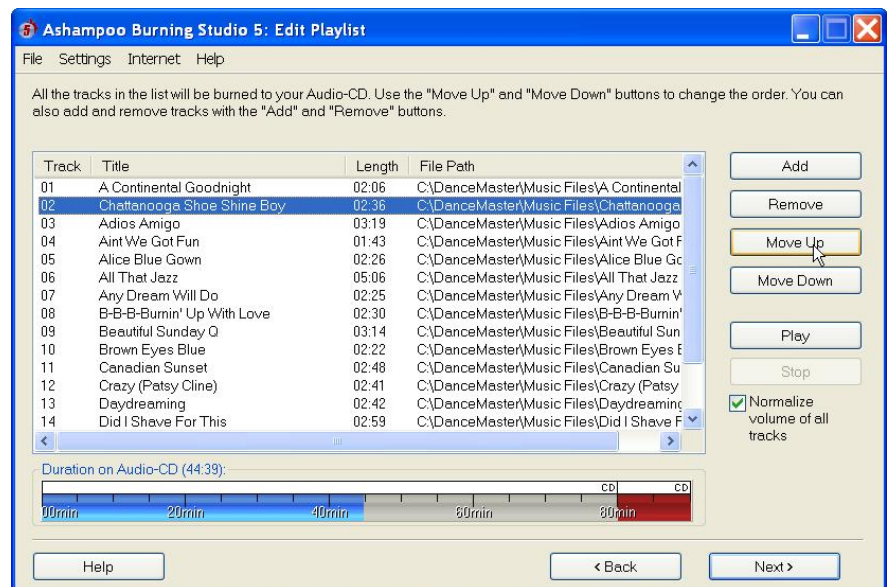 Ashampoo Burning Studio 5: Edit Playlist
File Settings Internet Help
All the tracks in the list will be burned to your Audio-CD. Use the "Move Up" and "Move Down" buttons to change the order. You can
also add and remove tracks with the "Add" and "Remove" buttons.
Track Title Length File Path
01 A Continental Goodnight 02:06 C:\DanceMaster\Music Files\A Continental
02 Chattanooga Shoe Shine Boy 02:36 C:\DanceMaster\Music Files\Chattanooga
03 Adios Amigo 03:19 C:\DanceMaster\Music Files\Adios Amigo
04 Aint We Got Fun 01:43 C:\DanceMaster\Music Files\Aint We Got F
05 Alice Blue Gown 02:26 C:\DanceMaster\Music Files\Alice Blue Go
06 All That Jazz 05:06 C:\DanceMaster\Music Files\All That Jazz
07 Any Dream Will Do 02:25 C:\DanceMaster\Music Files\Any Dream W
08 B-B-B-Burnin' Up With Love 02:30 C:\DanceMaster\Music Files\B-B-B-Burnin'
09 Beautiful Sunday Q 03:14 C:\DanceMaster\Music Files\Beautiful Sun
10 Brown Eyes Blue 02:22 C:\DanceMaster\Music Files\Brown Eyes B
11 Canadian Sunset 02:48 C:\DanceMaster\Music Files\Canadian Su
12 Crazy (Patsy Cline) 02:41 C:\DanceMaster\Music Files\Crazy (Patsy
13 Daydreaming 02:42 C:\DanceMaster\Music Files\Daydreaming
14 Did I Shave For This 02:59 C:\DanceMaster\Music Files\Did I Shave F
Add
Remove
Move Up
Move Down
Play
Stop
Normalize
volume of all
tracks
Duration on Audio-CD (44:39):
CD CD
00min 20min 40min 60min 80min
Help < Back Next >